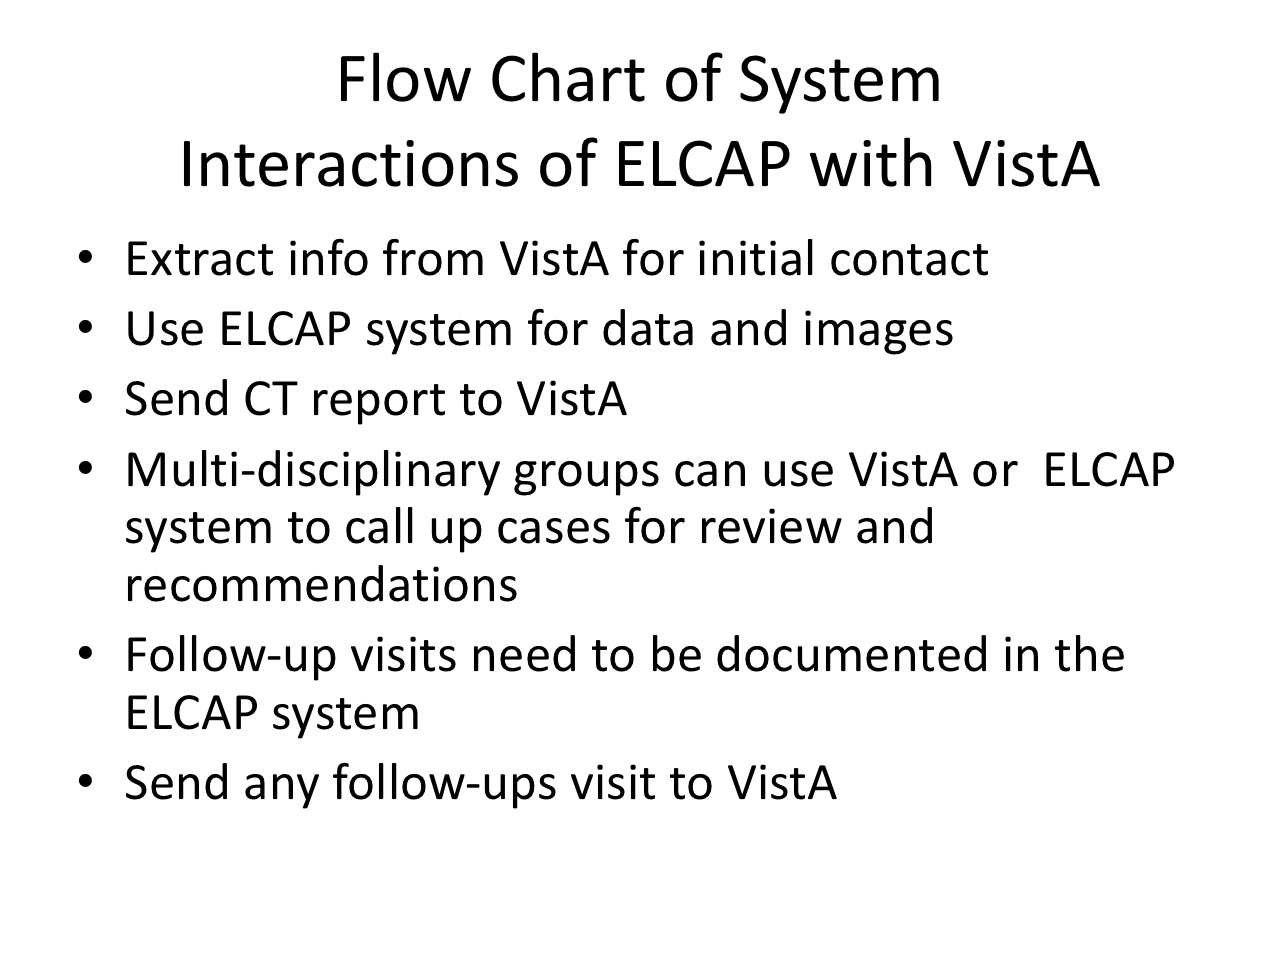 Flow Chart of System
Interactions of ELCAP with VistA
• Extract info from VistA for initial contact
• Use ELCAP system for data and images
• Send CT report to VistA
• Multi-disciplinary groups can use VistA or  ELCAP
system to call up cases for review and
recommendations
• Follow-up visits need to be documented in the
ELCAP system
• Send any follow-ups visit to VistA